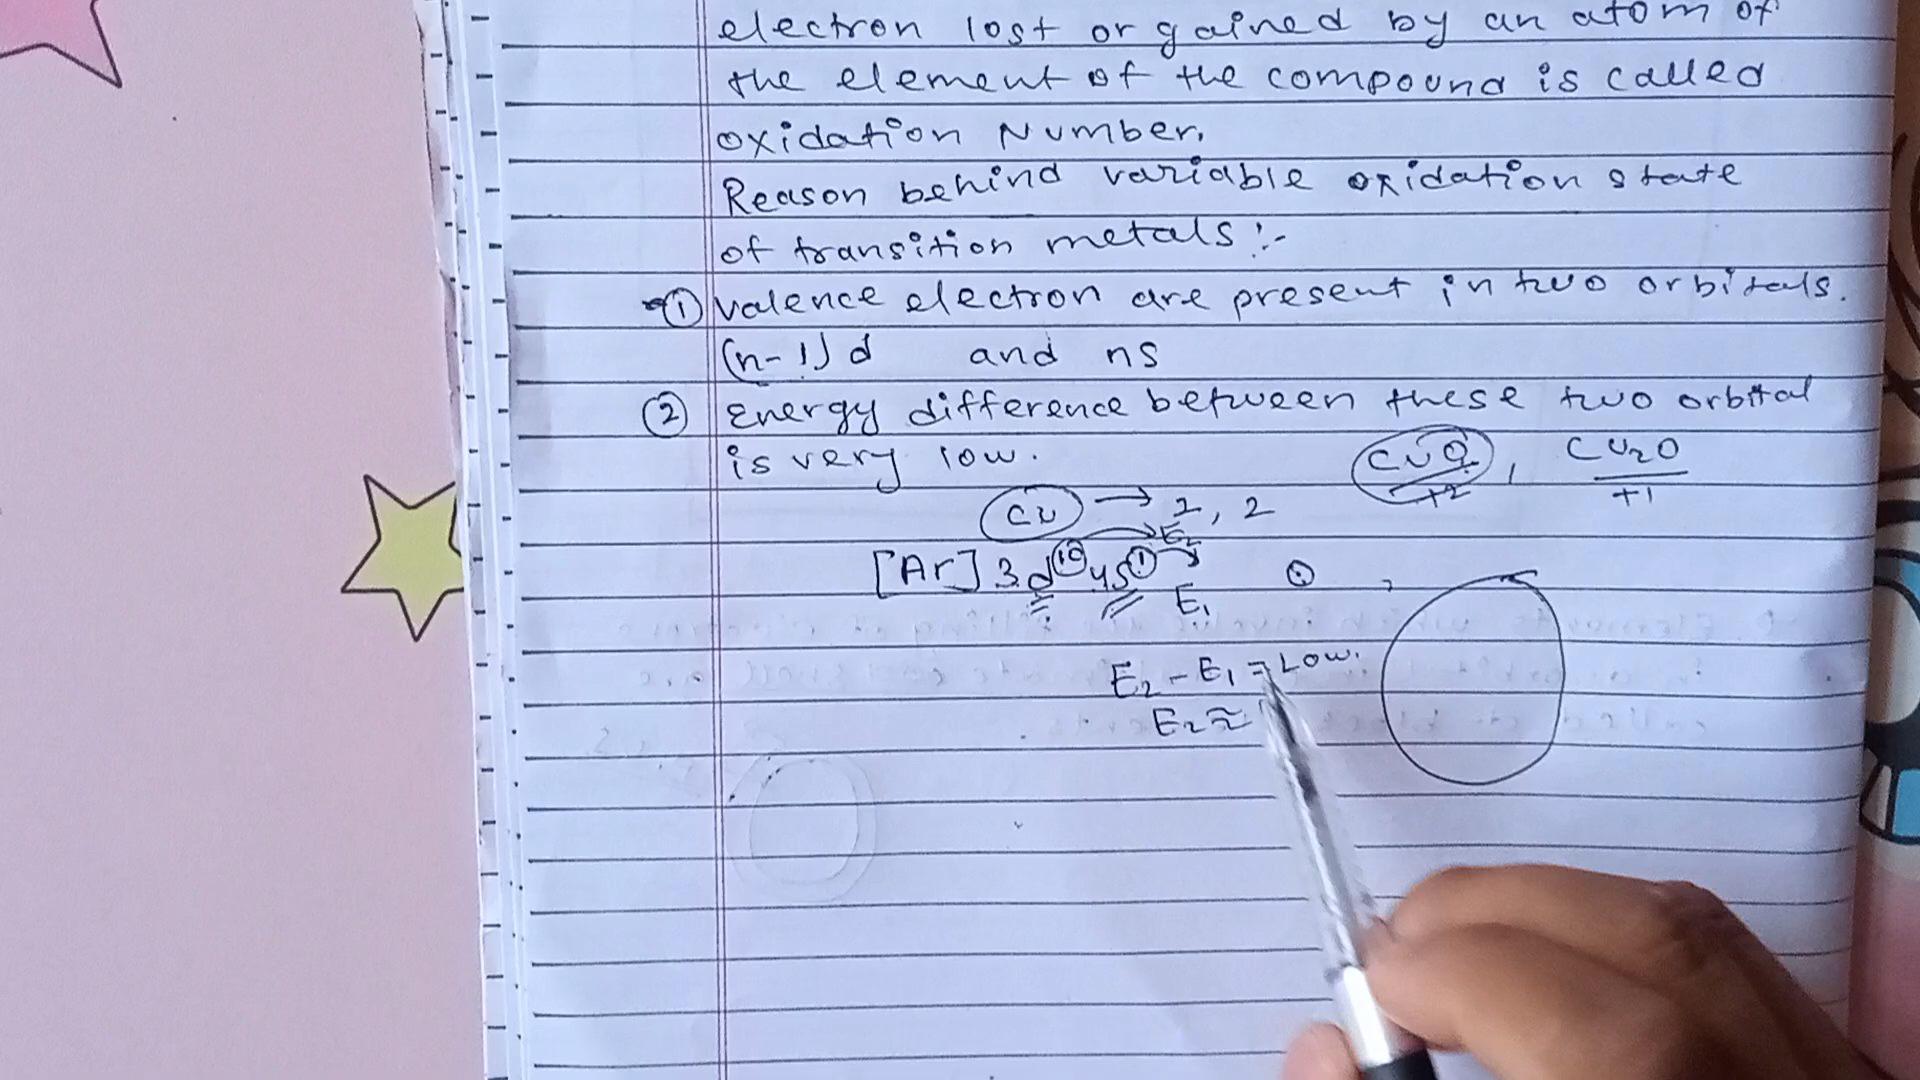 electron lost or gained by an atom of
the element of the compound is called
oxidation Number.
Reason behind variable oxidation state
of transition metals :-
① valence electron are present in two orbitals.
(n-1) d and ns
② Energy difference between these two orbital
is very low.
CuO , Cu₂O
+2 +1
Cu → 2, 2
E₂
[Ar] 3d¹⁰4s¹
E₁
E₂ - E₁ = Low.
E₂ ≈